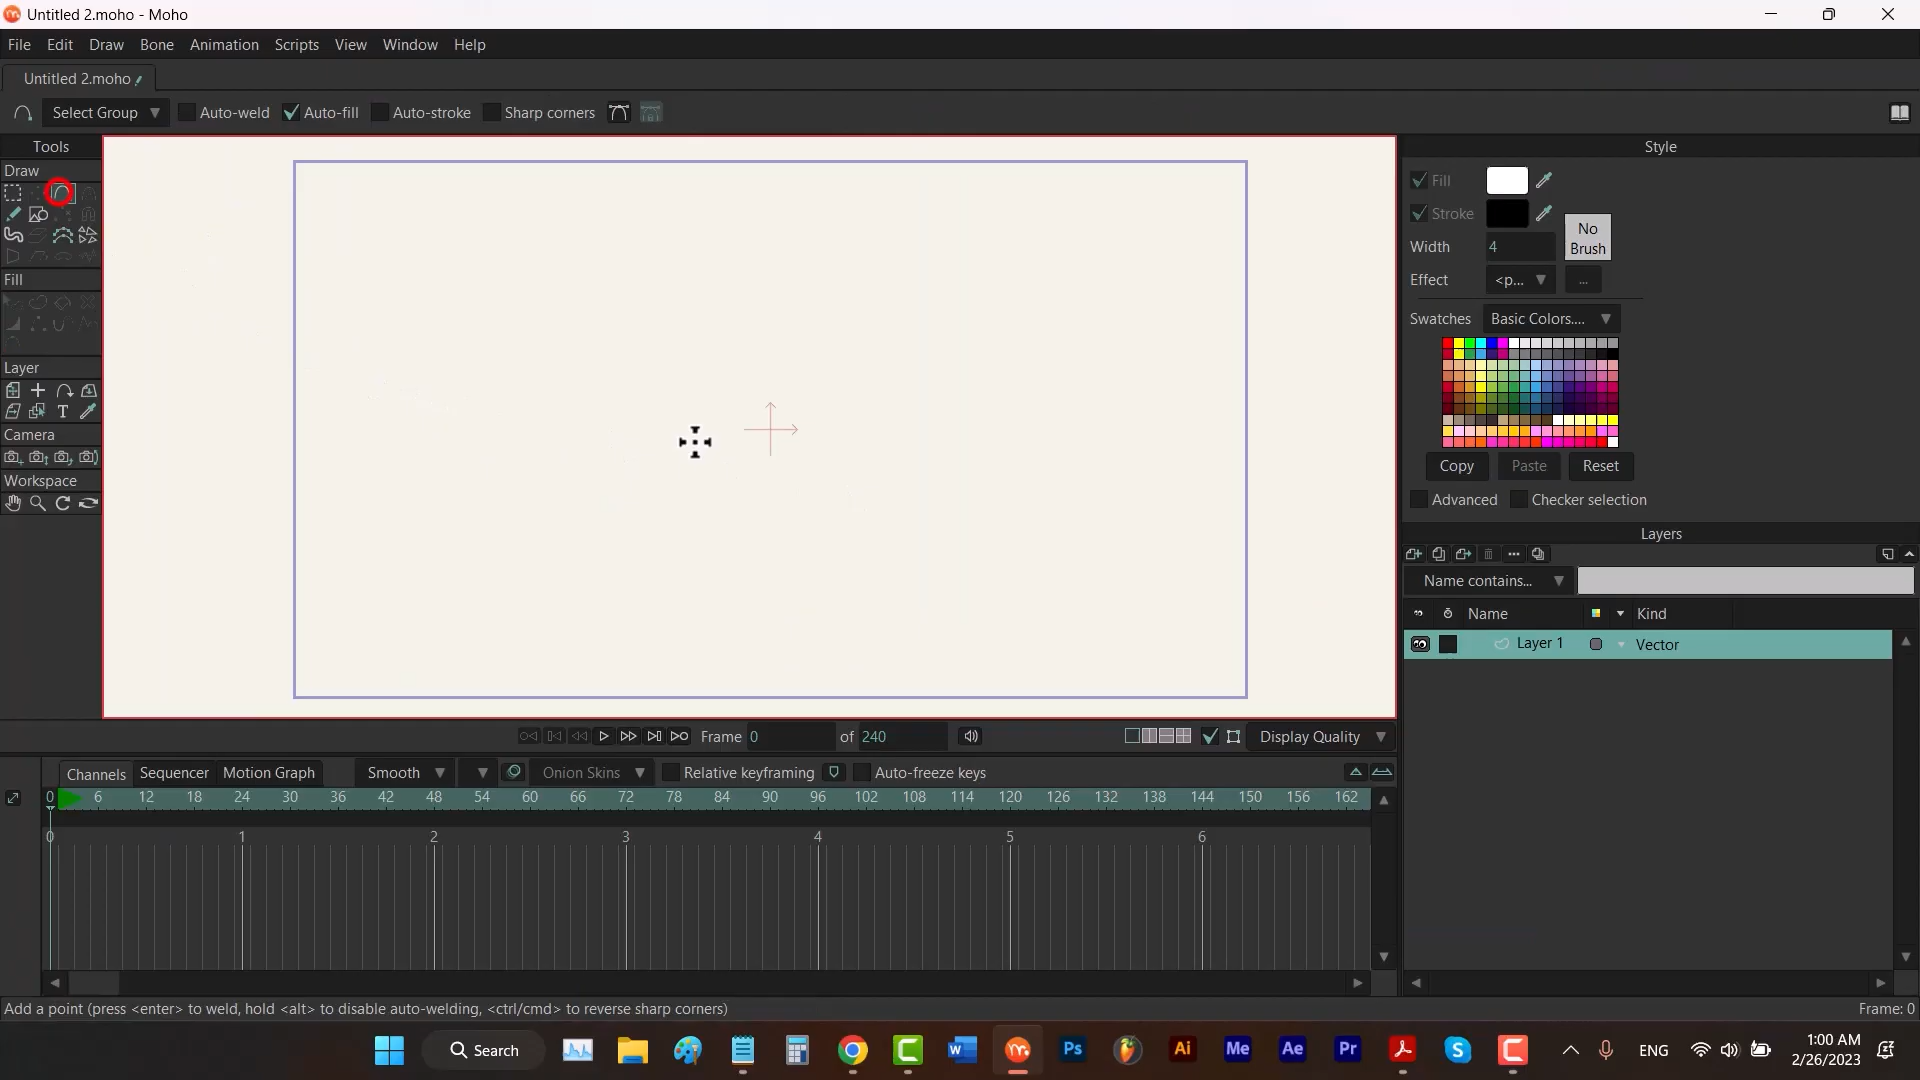 Untitled 2.moho - Moho
File Edit Draw Bone Animation Scripts View Window Help
Untitled 2.moho
Select Group Auto-weld Auto-fill Auto-stroke Sharp corners
Tools
Draw
Fill
Layer
T
Camera
Workspace
Style
Fill
Stroke
No Brush
Width 4
Effect <p... ...
Swatches Basic Colors....
Copy Paste Reset
Advanced Checker selection
Layers
Name contains...
Name Kind
Layer 1 Vector
Frame 0 of 240 Display Quality
Channels Sequencer Motion Graph Smooth Onion Skins Relative keyframing Auto-freeze keys
0 6 12 18 24 30 36 42 48 54 60 66 72 78 84 90 96 102 108 114 120 126 132 138 144 150 156 162
0 1 2 3 4 5 6
Add a point (press <enter> to weld, hold <alt> to disable auto-welding, <ctrl/cmd> to reverse sharp corners) Frame: 0
Search Ps Ai Me Ae Pr ENG 1:00 AM
2/26/2023